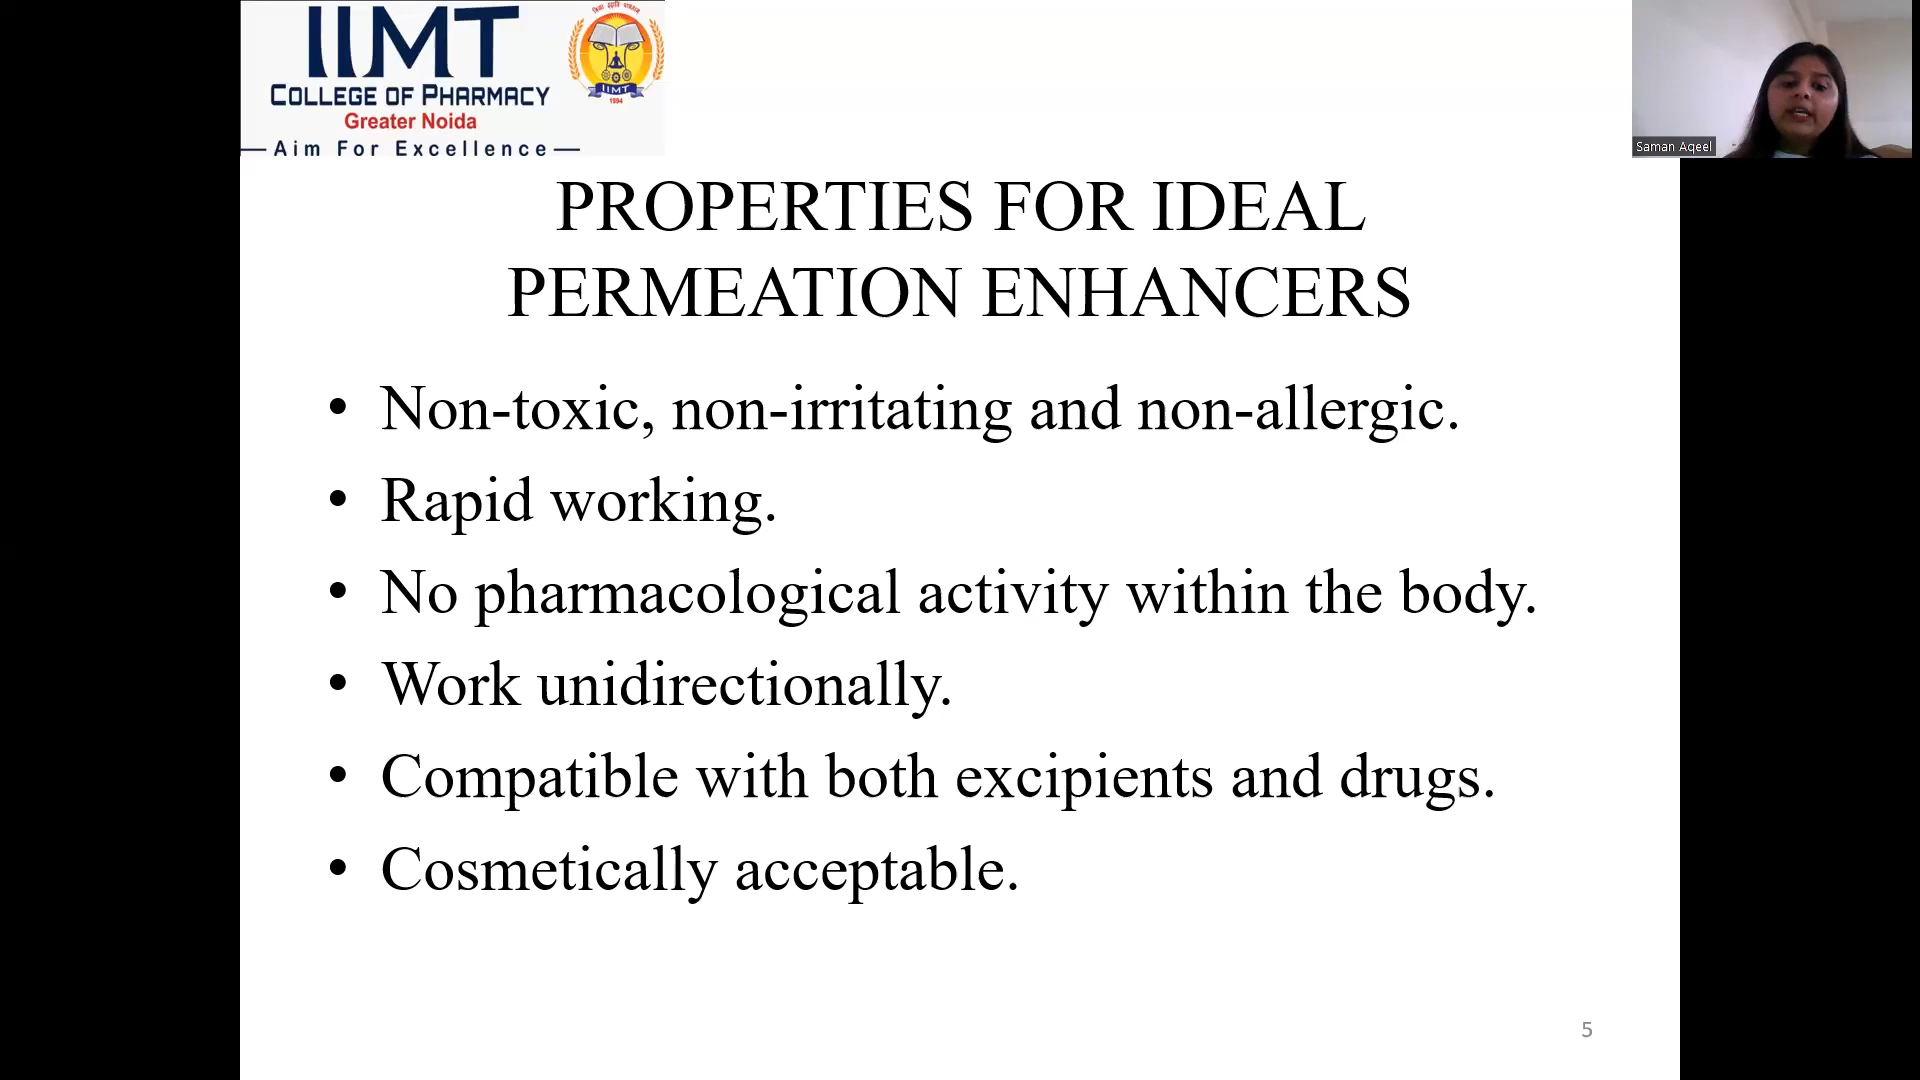 IIMT
COLLEGE OF PHARMACY
Greater Noida
Aim For Excellence
IIMT
1994
Saman Aqeel
PROPERTIES FOR IDEAL
PERMEATION ENHANCERS
• Non-toxic, non-irritating and non-allergic.
• Rapid working.
• No pharmacological activity within the body.
• Work unidirectionally.
• Compatible with both excipients and drugs.
• Cosmetically acceptable.
5